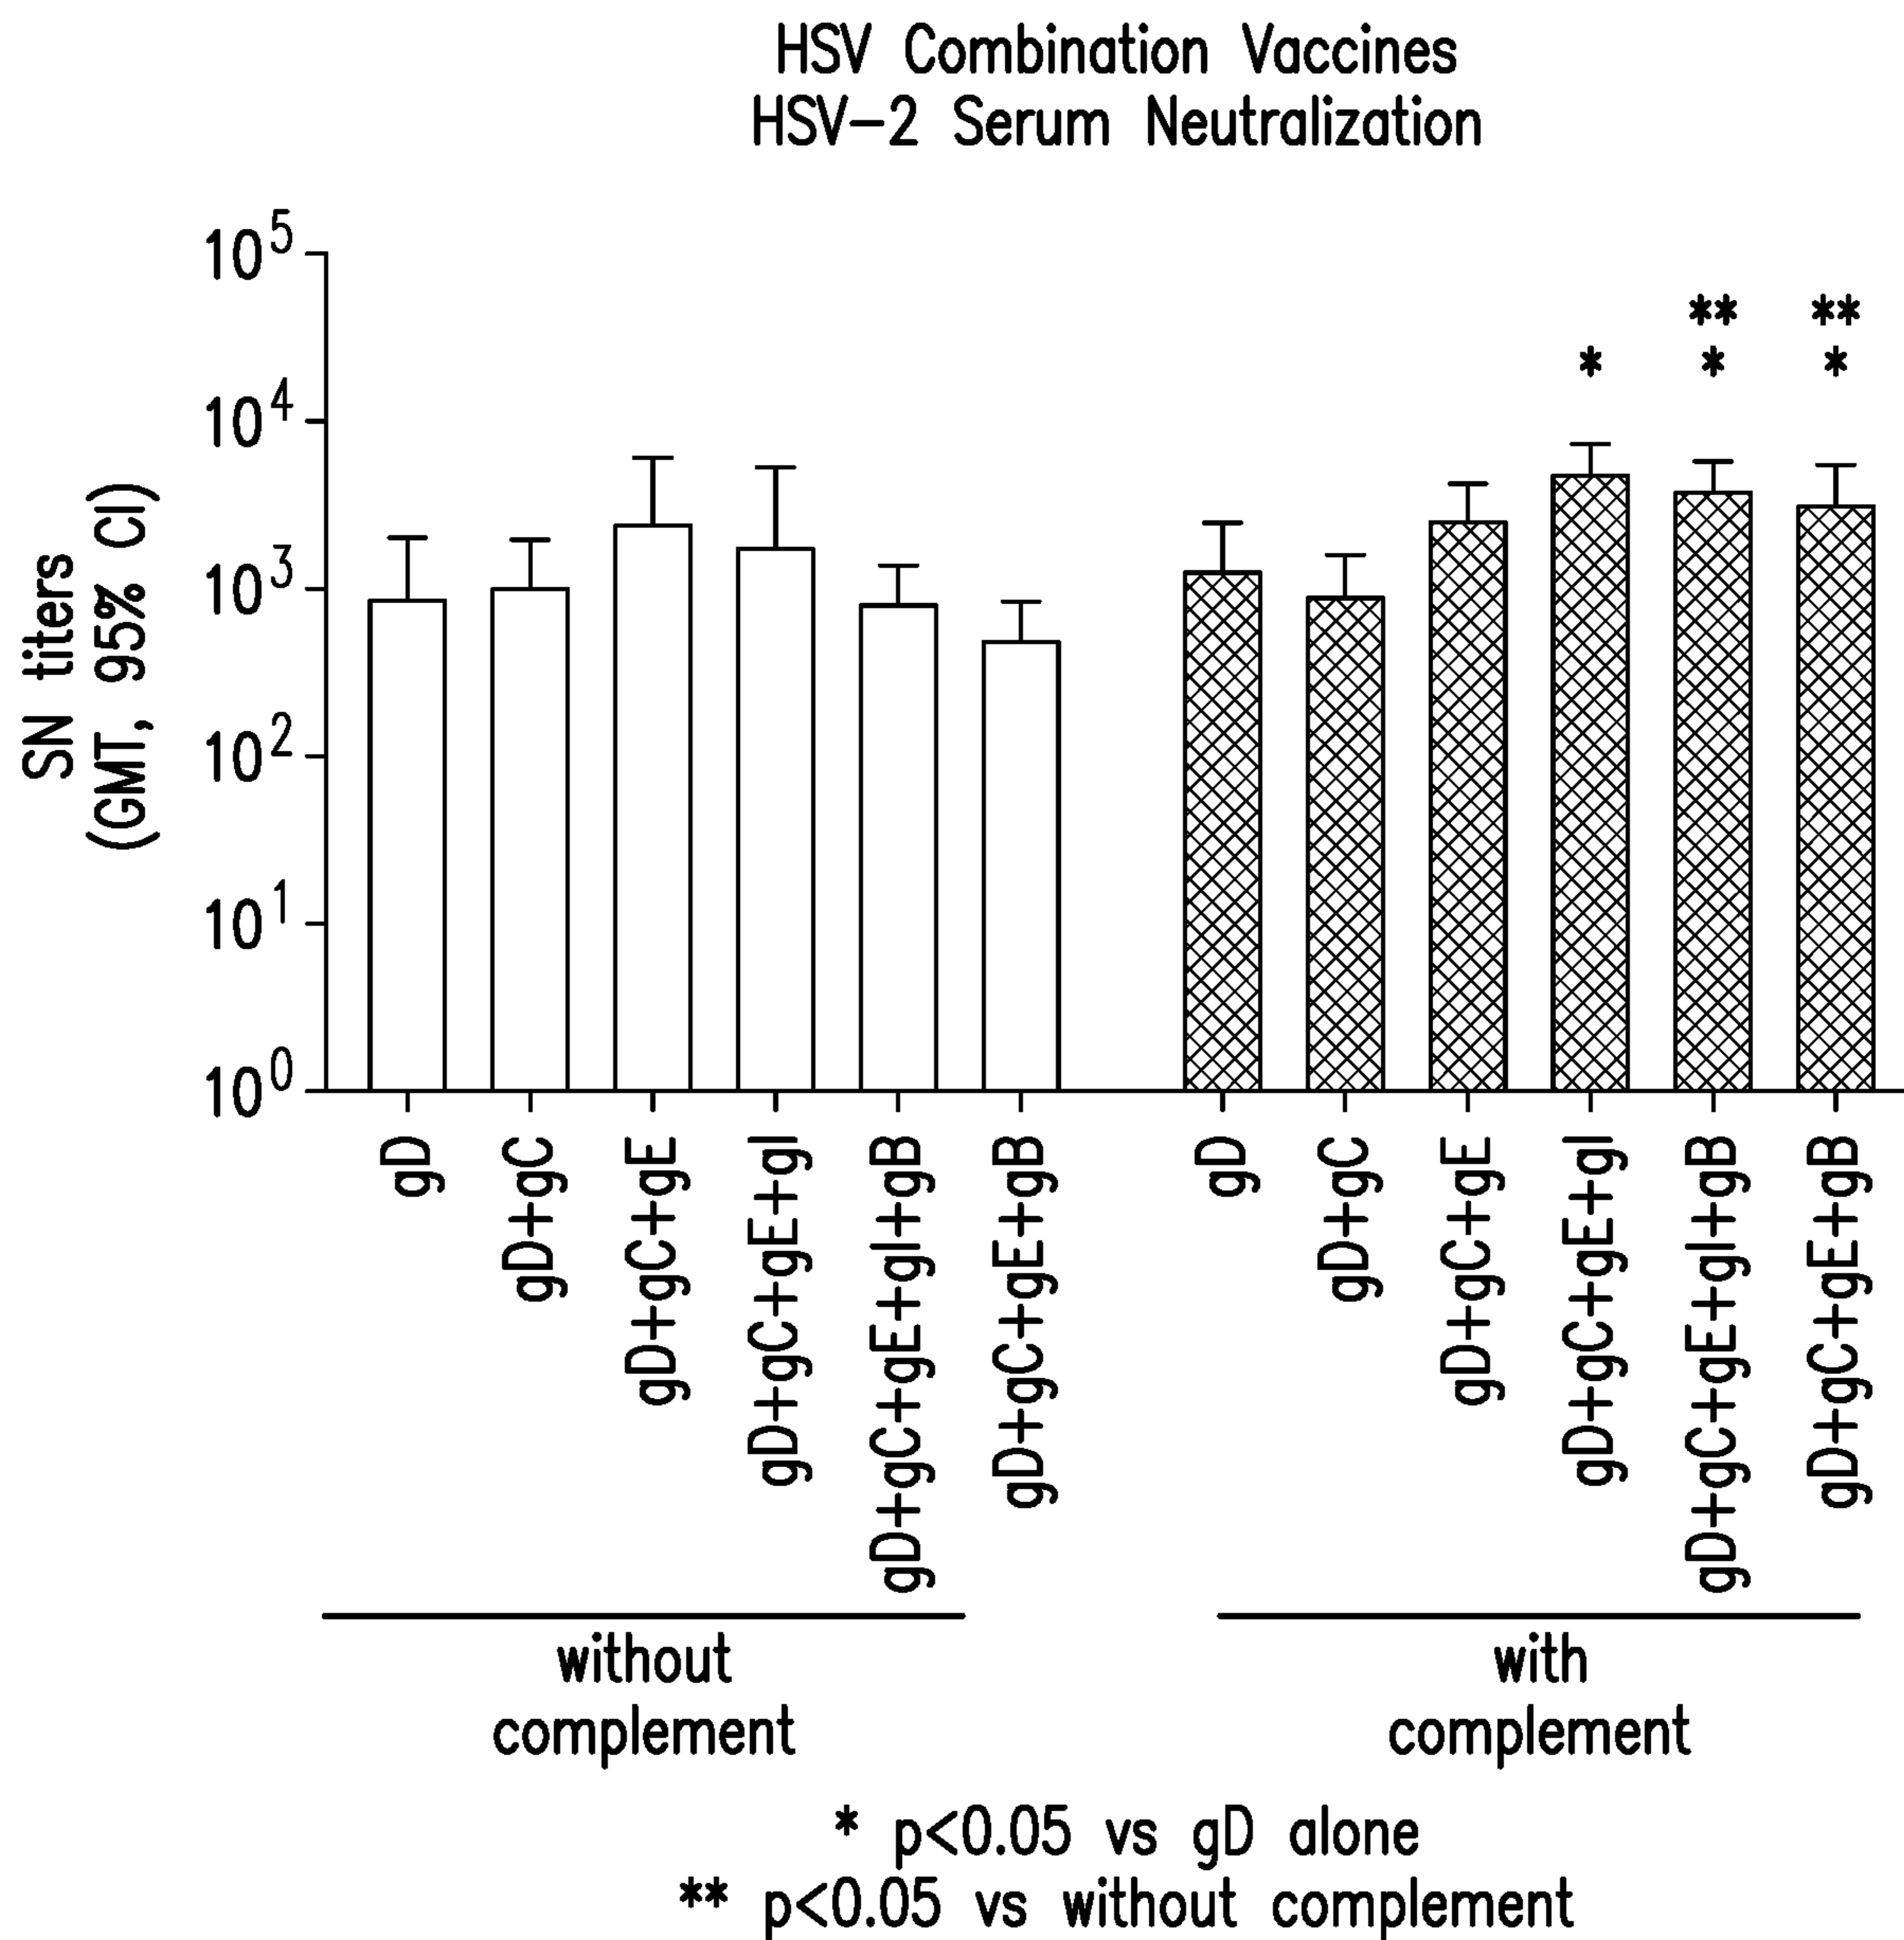 HSV Combination Vaccines
HSV-2 Serum Neutralization
SN titers
(GMT, 95% CI)
10^5
10^4
10^3
10^2
10^1
10^0
**
**
*
*
*
gD
gD+gC
gD+gC+gE
gD+gC+gE+gI
gD+gC+gE+gI+gB
gD+gC+gE+gB
gD
gD+gC
gD+gC+gE
gD+gC+gE+gI
gD+gC+gE+gI+gB
gD+gC+gE+gB
without
complement
with
complement
* p<0.05 vs gD alone
** p<0.05 vs without complement